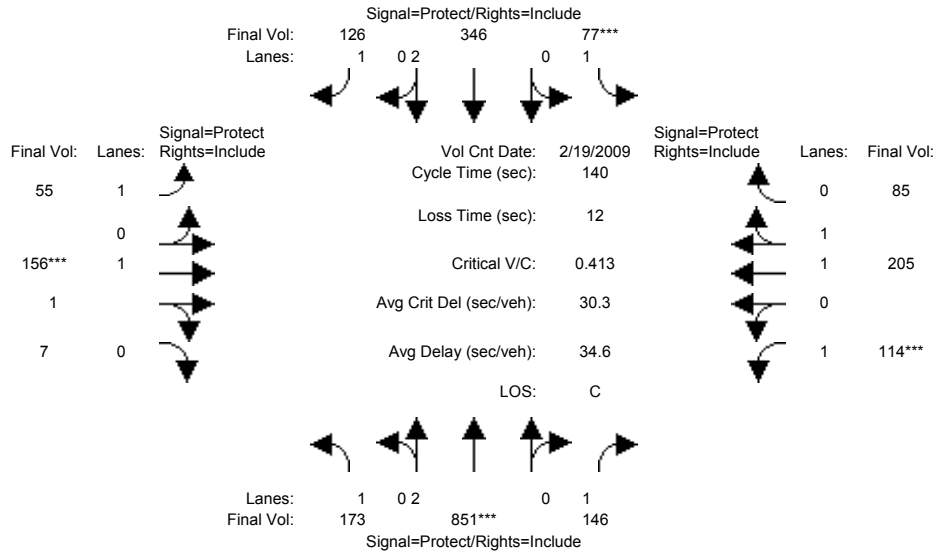 Signal=Protect/Rights=Include
Final Vol: 126 346 77***
Lanes: 1 0 2 0 1
Signal=Protect
Final Vol: Lanes: Rights=Include
Vol Cnt Date: 2/19/2009
Signal=Protect
Rights=Include Lanes: Final Vol:
Cycle Time (sec): 140
55 1
0 85
Loss Time (sec): 12
0
1
156*** 1
Critical V/C: 0.413
1 205
1
Avg Crit Del (sec/veh): 30.3
0
7 0
Avg Delay (sec/veh): 34.6
1 114***
LOS: C
Lanes: 1 0 2 0 1
Final Vol: 173 851*** 146
Signal=Protect/Rights=Include